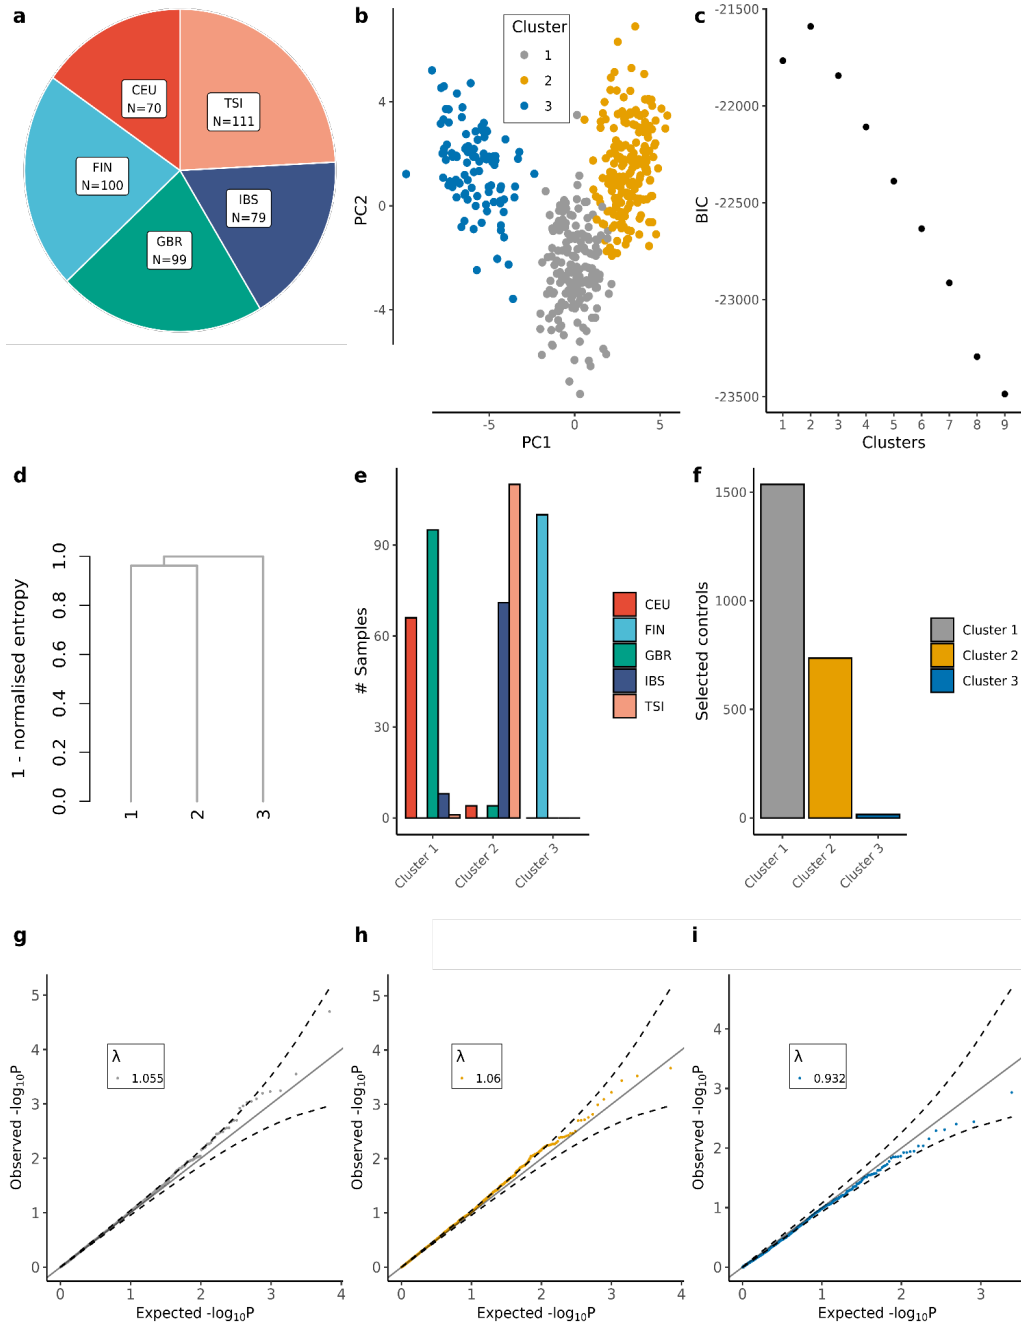 a
CEU
N=70
TSI
N=111
FIN
N=100
IBS
N=79
GBR
N=99
b
Cluster
1
2
3
4
0
-4
PC2
-5
0
5
PC1
c
-21500
-22000
-22500
-23000
-23500
BIC
1 2 3 4 5 6 7 8 9
Clusters
d
1 - normalised entropy
0.0 0.2 0.4 0.6 0.8 1.0
1 2 3
e
90
60
30
0
# Samples
Cluster 1
Cluster 2
Cluster 3
CEU
FIN
GBR
IBS
TSI
f
1500
1000
500
0
Selected controls
Cluster 1
Cluster 2
Cluster 3
Cluster 1
Cluster 2
Cluster 3
g
5
4
3
2
1
0
Observed -log₁₀P
λ
1.055
0 1 2 3 4
Expected -log₁₀P
h
5
4
3
2
1
0
Observed -log₁₀P
λ
1.06
0 1 2 3 4
Expected -log₁₀P
i
4
3
2
1
0
Observed -log₁₀P
λ
0.932
0 1 2 3
Expected -log₁₀P